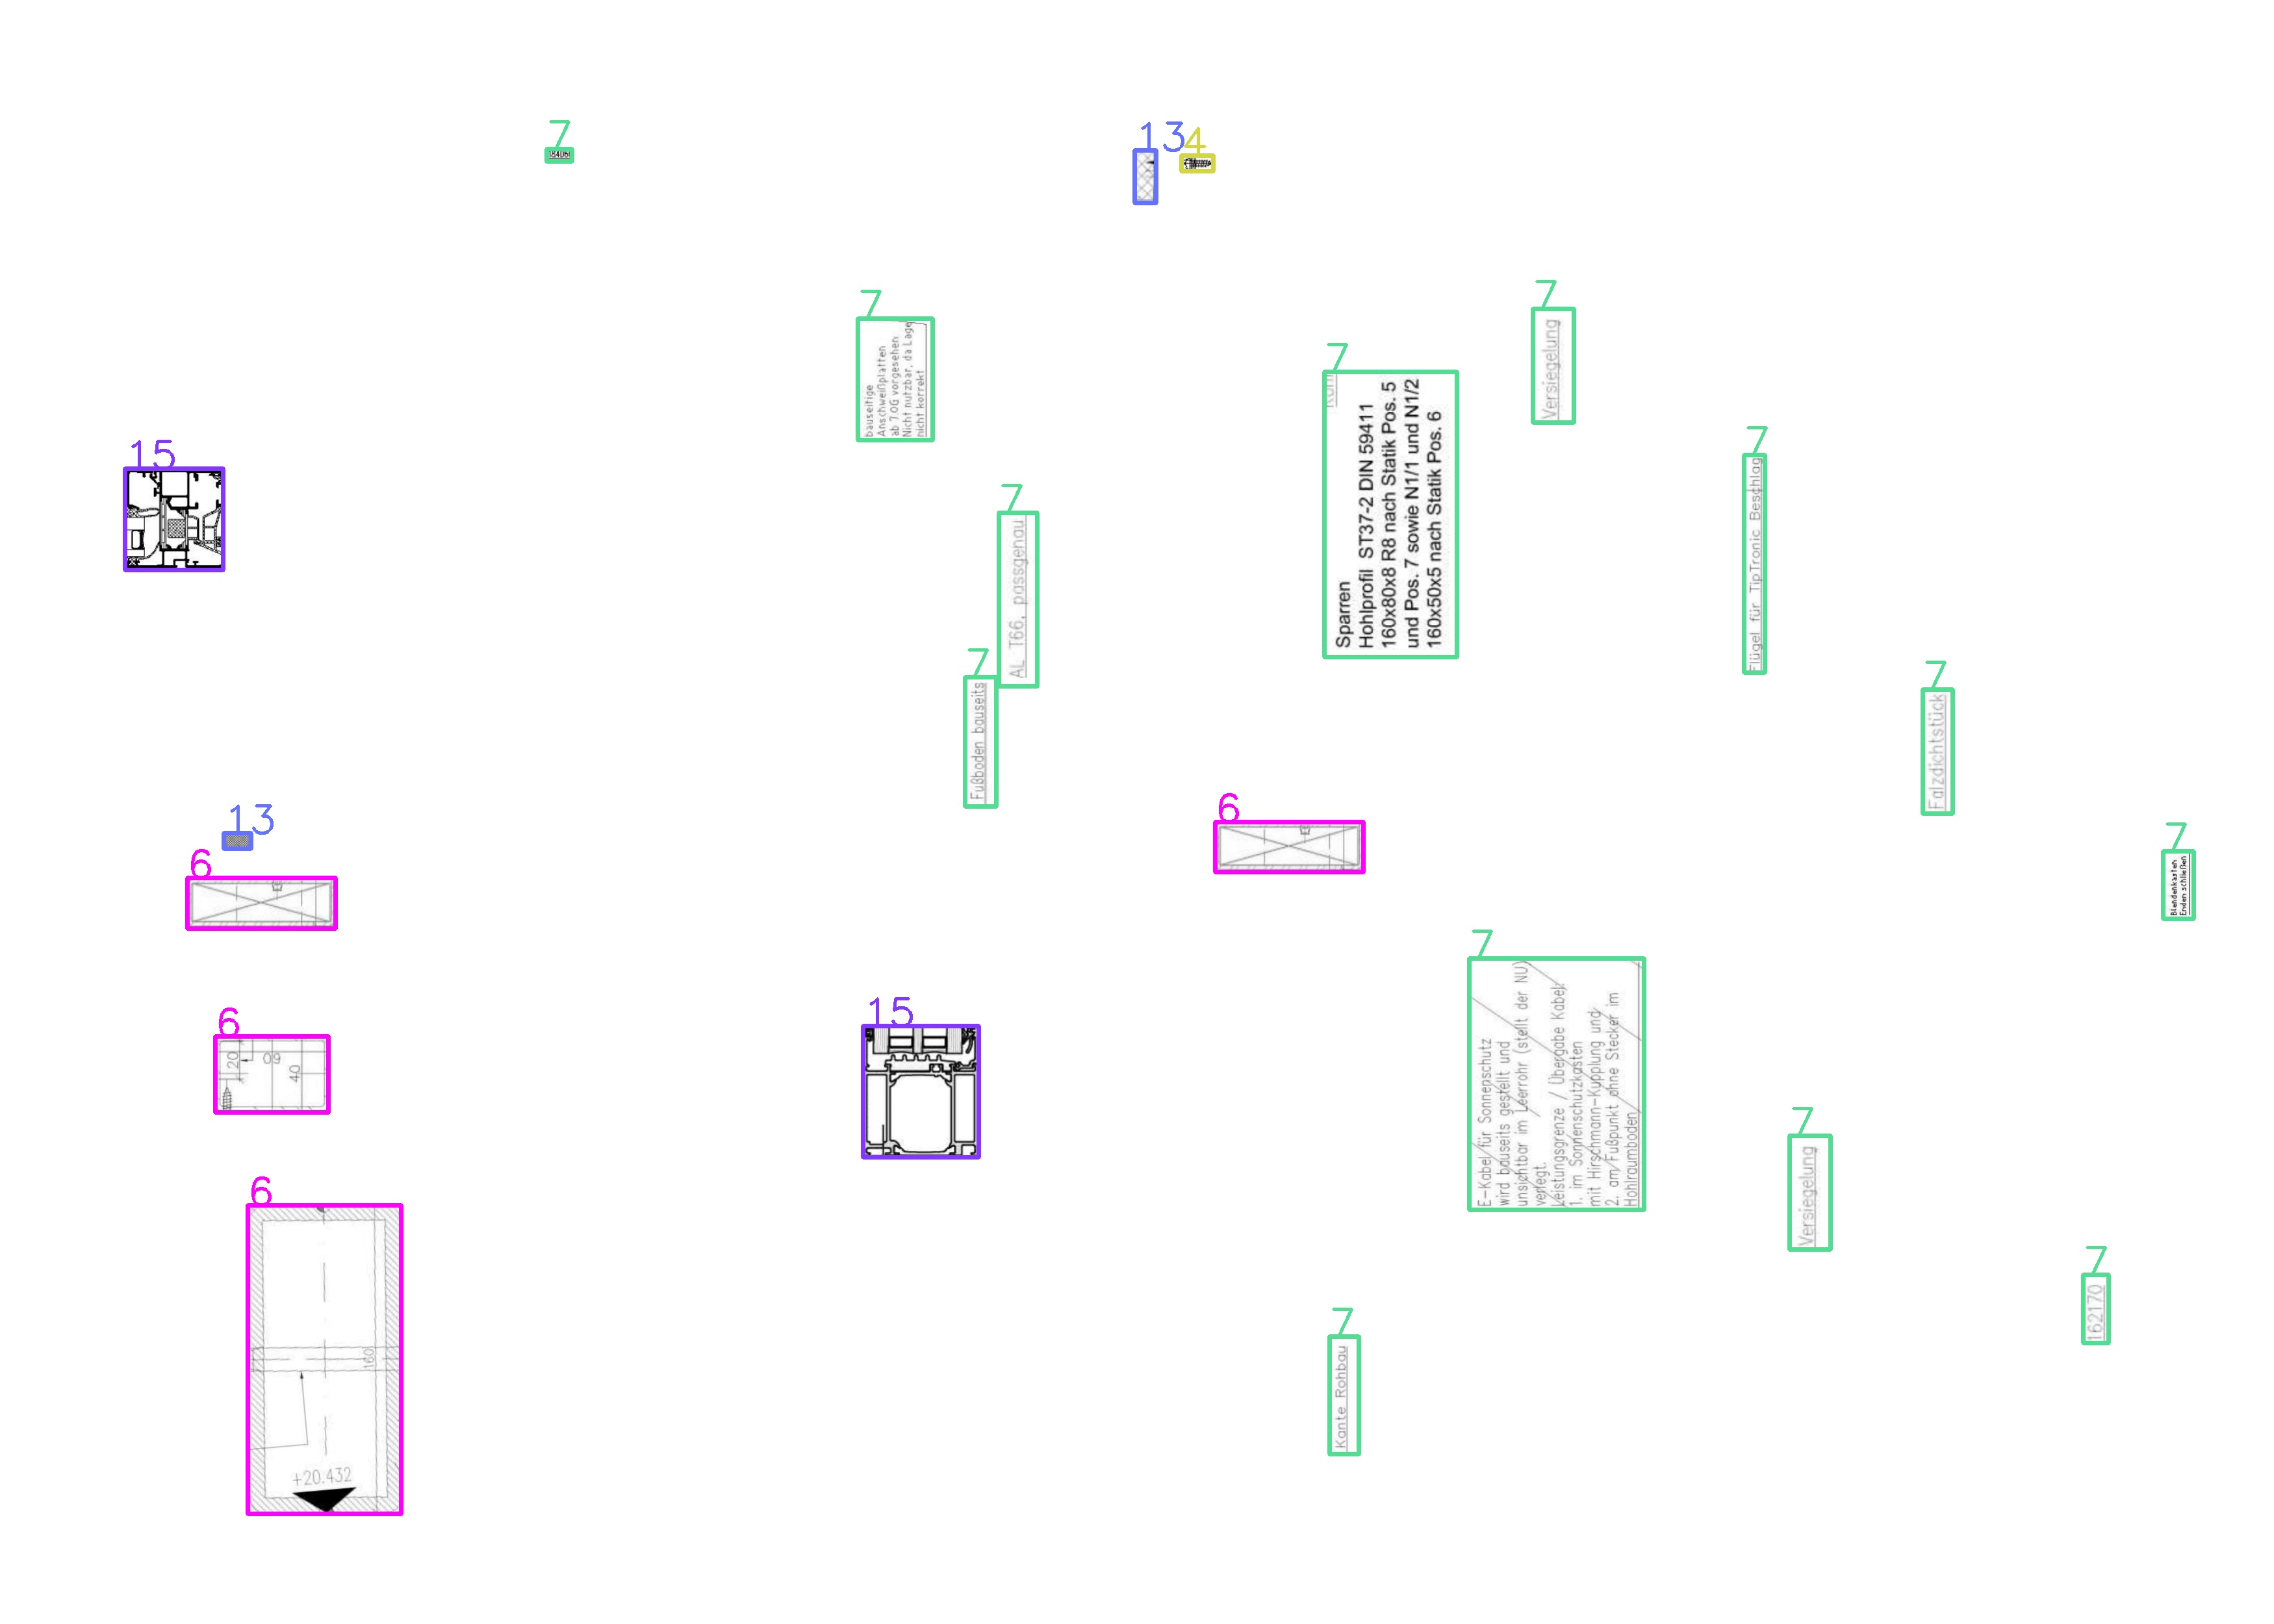 7
13
4
7
bauseitige
Anschweißplatten
ab 7.OG vorgesehen
Nicht nutzbar, da Lage
nicht korrekt
7
Versiegelung
7
Sparren
Hohlprofil ST37-2 DIN 59411
160x80x8 R8 nach Statik Pos. 5
und Pos. 7 sowie N1/1 und N1/2
160x50x5 nach Statik Pos. 6
7
Flügel für TipTronic Beschlag
15
7
AL T66, passgenau
7
Fußboden bauseits
7
Falzdichtstück
13
6
6
7
Blendenkasten
Enden schließen
7
E-Kabel für Sonnenschutz
wird bauseits gestellt und
unsichtbar im Leerrohr (stellt der NU)
verlegt.
Leistungsgrenze / Übergabe Kabel:
1. im Sonnenschutzkasten
mit Hirschmann-Kupplung und
2. am Fußpunkt ohne Stecker im
Hohlraumboden
15
6
20
60
40
7
Versiegelung
6
160
+20.432
7
162170
7
Kante Rohbau